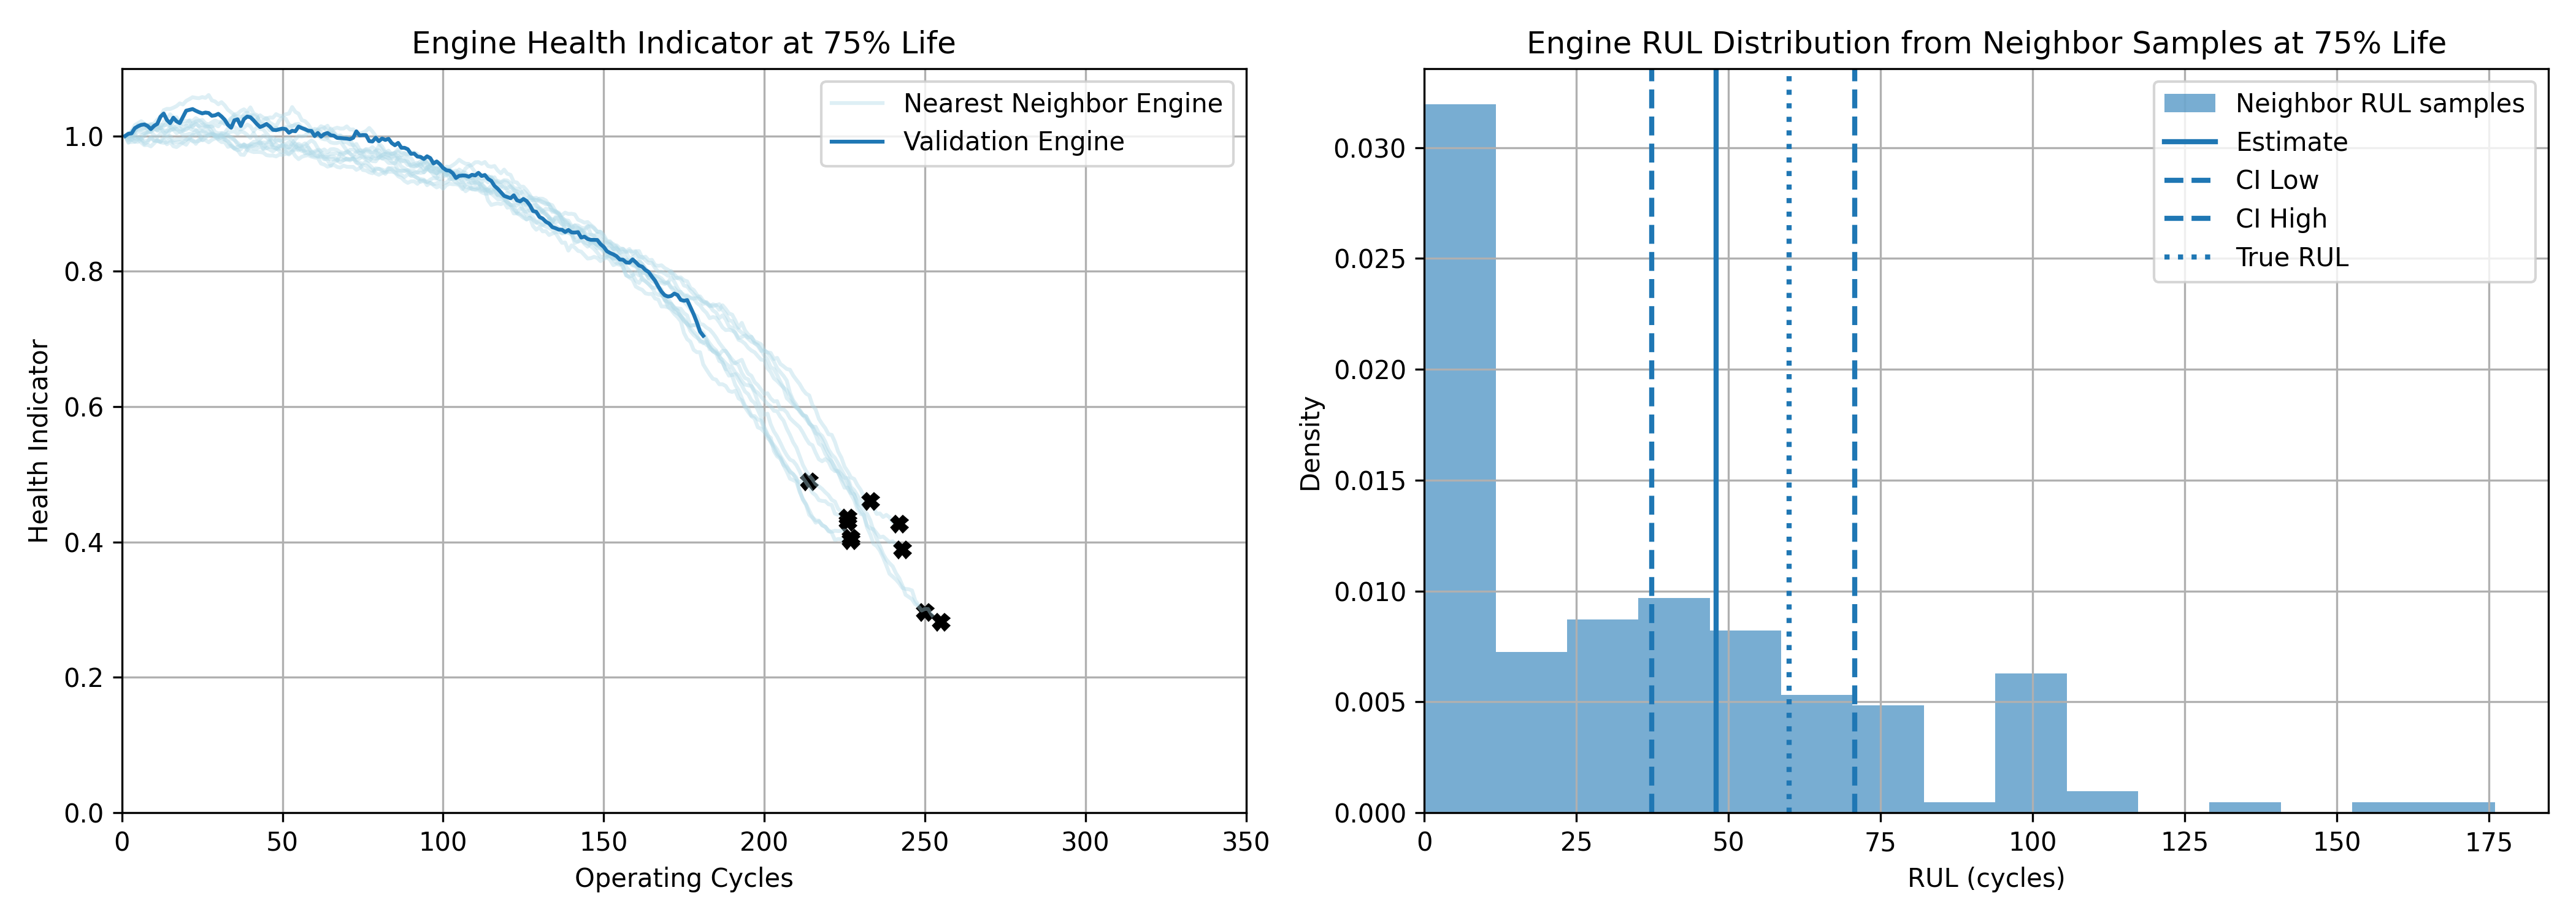 Engine Health Indicator at 75% Life
Health Indicator
1.0
0.8
0.6
0.4
0.2
0.0
0 50 100 150 200 250 300 350
Operating Cycles
Nearest Neighbor Engine
Validation Engine
Engine RUL Distribution from Neighbor Samples at 75% Life
Density
0.030
0.025
0.020
0.015
0.010
0.005
0.000
0 25 50 75 100 125 150 175
RUL (cycles)
Neighbor RUL samples
Estimate
CI Low
CI High
True RUL